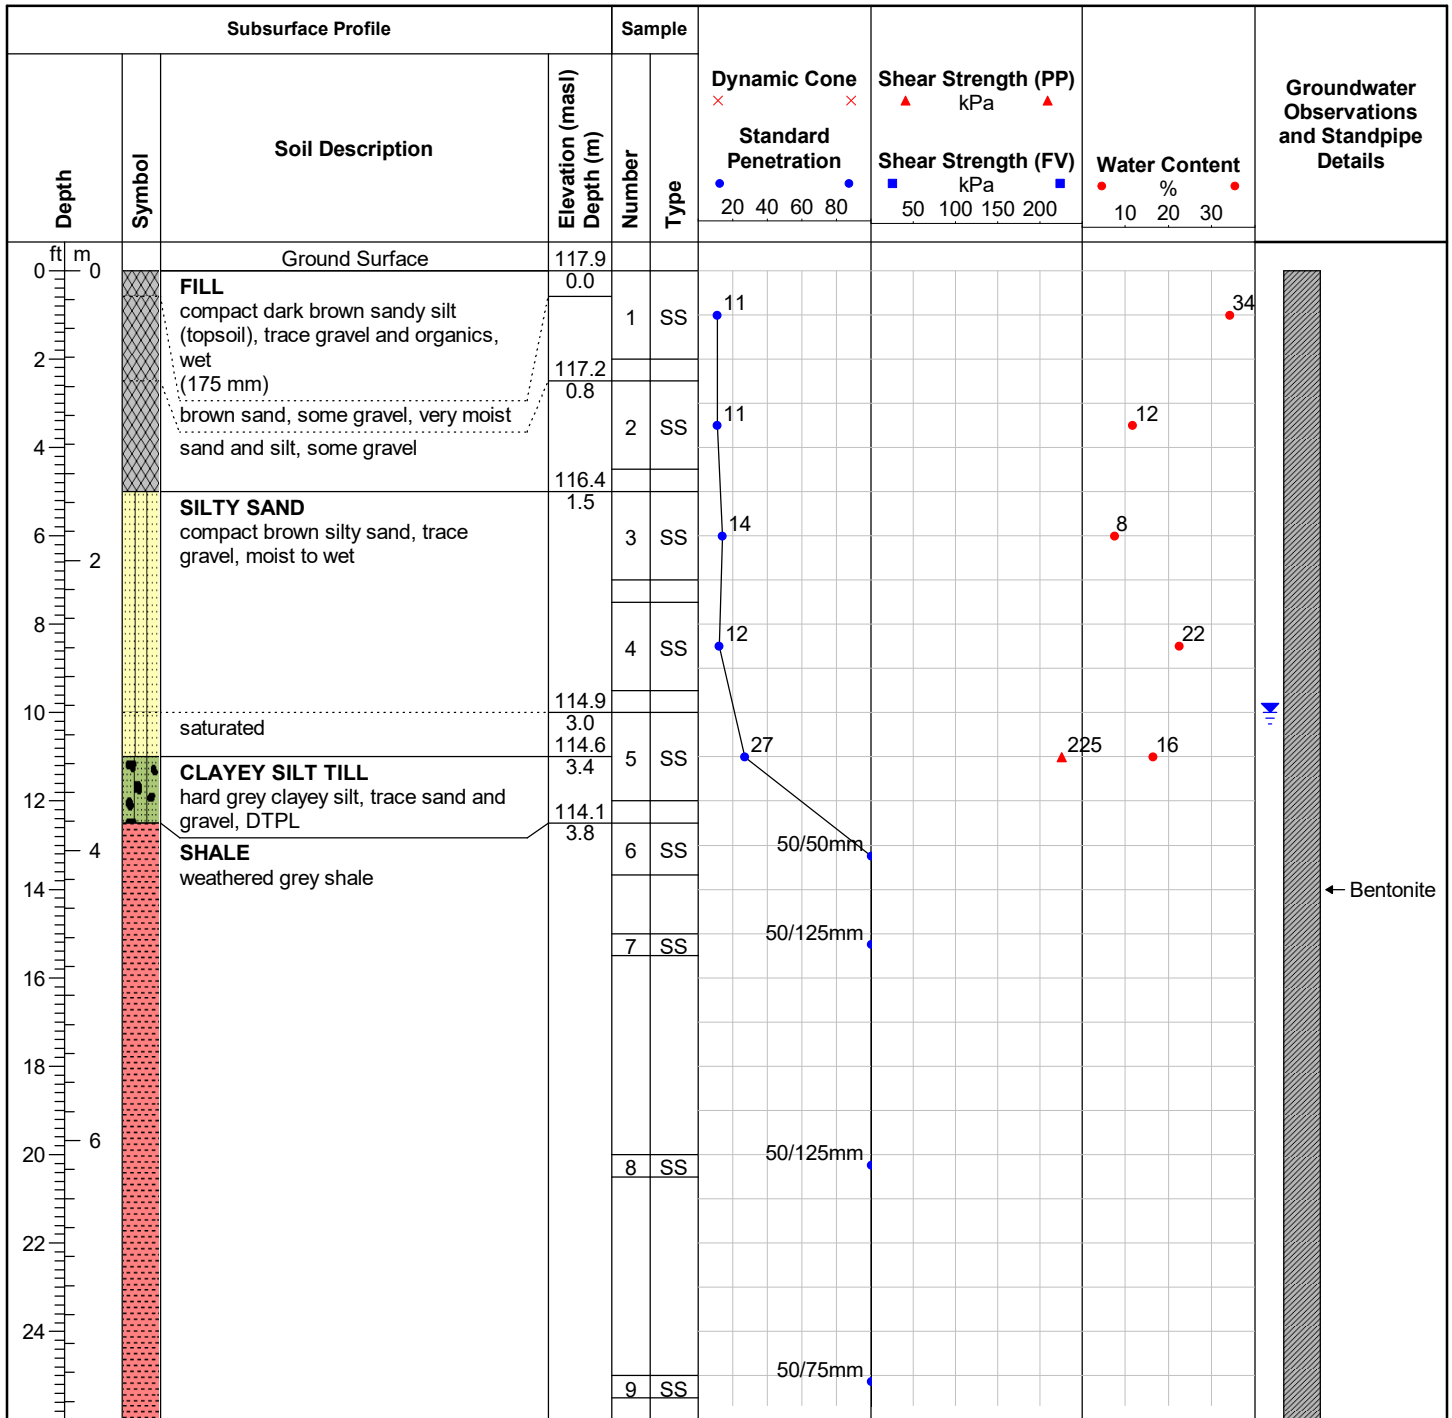 Subsurface Profile
Sample
Depth
Symbol
Soil Description
Elevation (masl)
Depth (m)
Number
Type
Dynamic Cone
Standard
Penetration
20 40 60 80
Shear Strength (PP)
kPa
Shear Strength (FV)
kPa
50 100 150 200
Water Content
%
10 20 30
Groundwater
Observations
and Standpipe
Details
ft m
0 0
2
4
6
2
8
10
12
4
14
16
18
6
20
22
24
Ground Surface
117.9
0.0
FILL
compact dark brown sandy silt
(topsoil), trace gravel and organics,
wet
(175 mm)
117.2
0.8
brown sand, some gravel, very moist
sand and silt, some gravel
116.4
1.5
SILTY SAND
compact brown silty sand, trace
gravel, moist to wet
114.9
3.0
saturated
114.6
3.4
CLAYEY SILT TILL
hard grey clayey silt, trace sand and
gravel, DTPL
114.1
3.8
SHALE
weathered grey shale
1 SS 11 34
2 SS 11 12
3 SS 14 8
4 SS 12 22
5 SS 27 225 16
6 SS 50/50mm
7 SS 50/125mm
8 SS 50/125mm
9 SS 50/75mm
Bentonite